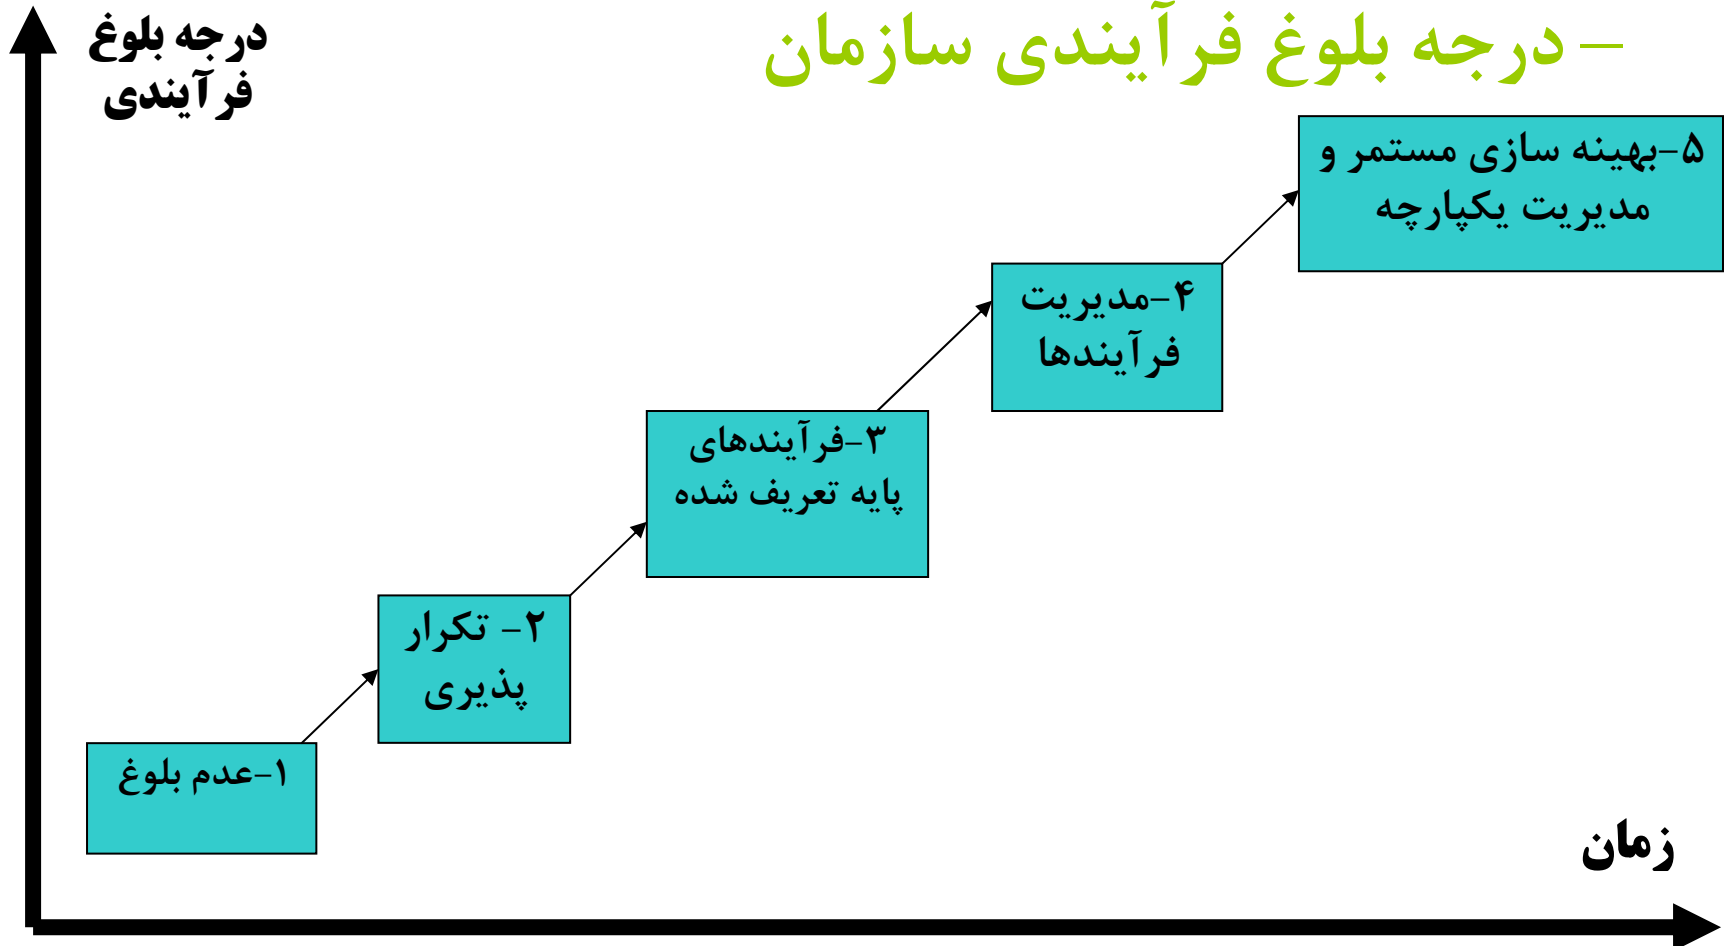 – درجه بلوغ فرآیندی سازمان
درجه بلوغ
فرآیندی
۵-بهینه سازی مستمر و
مدیریت یکپارچه
۴-مدیریت
فرآیندها
۳-فرآیندهای
پایه تعریف شده
۲- تکرار
پذیری
۱-عدم بلوغ
زمان